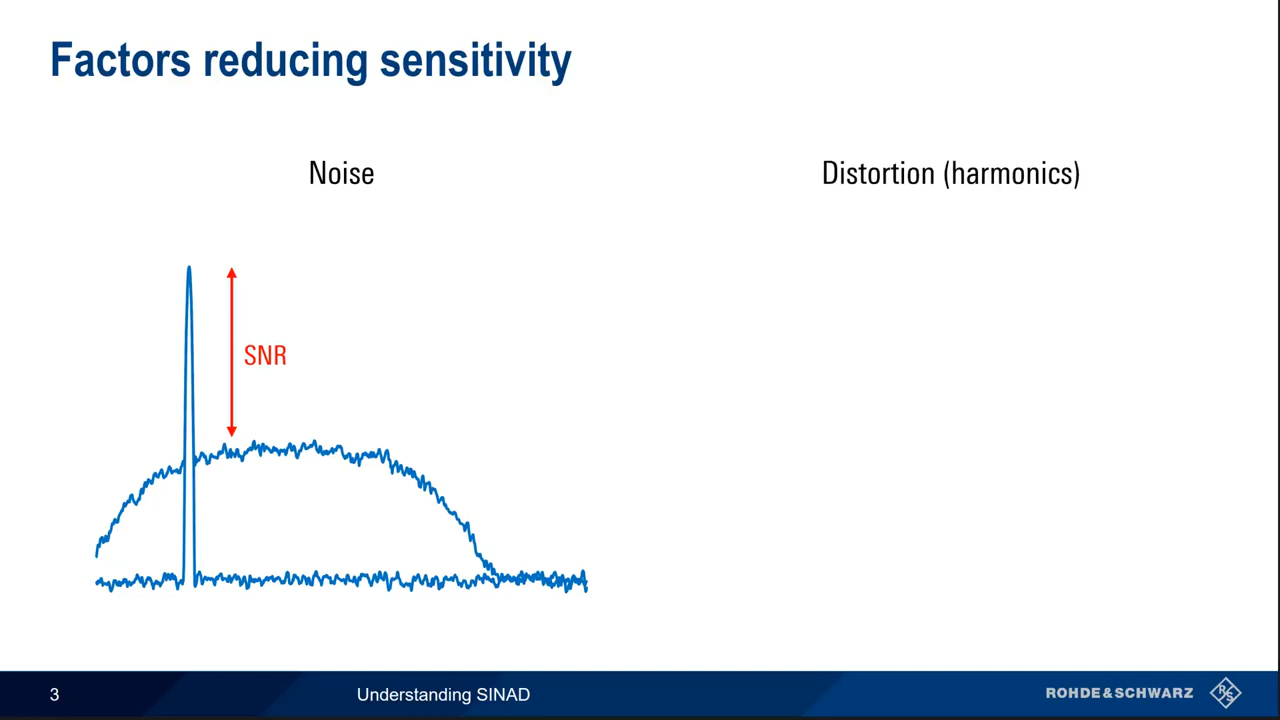 Factors reducing sensitivity
Noise
Distortion (harmonics)
SNR
3
Understanding SINAD
ROHDE&SCHWARZ
R
S